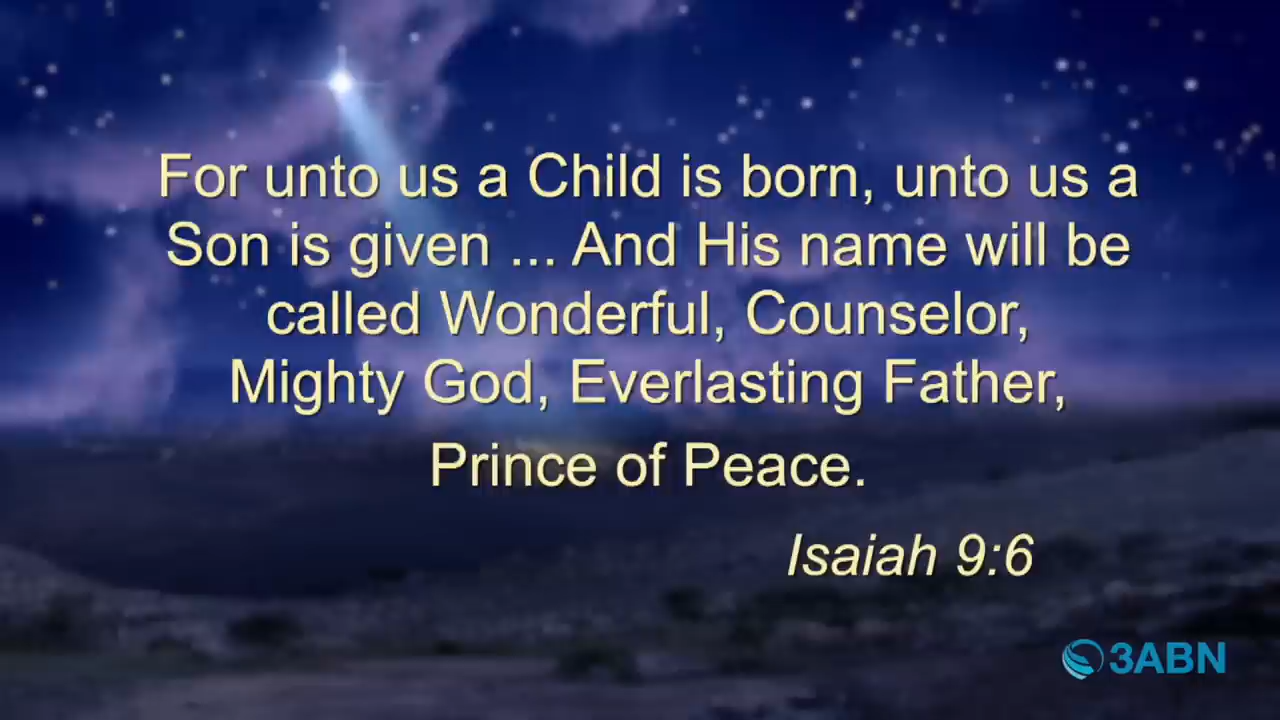 For unto us a Child is born, unto us a
Son is given ... And His name will be
called Wonderful, Counselor,
Mighty God, Everlasting Father,
Prince of Peace.
Isaiah 9:6
3ABN